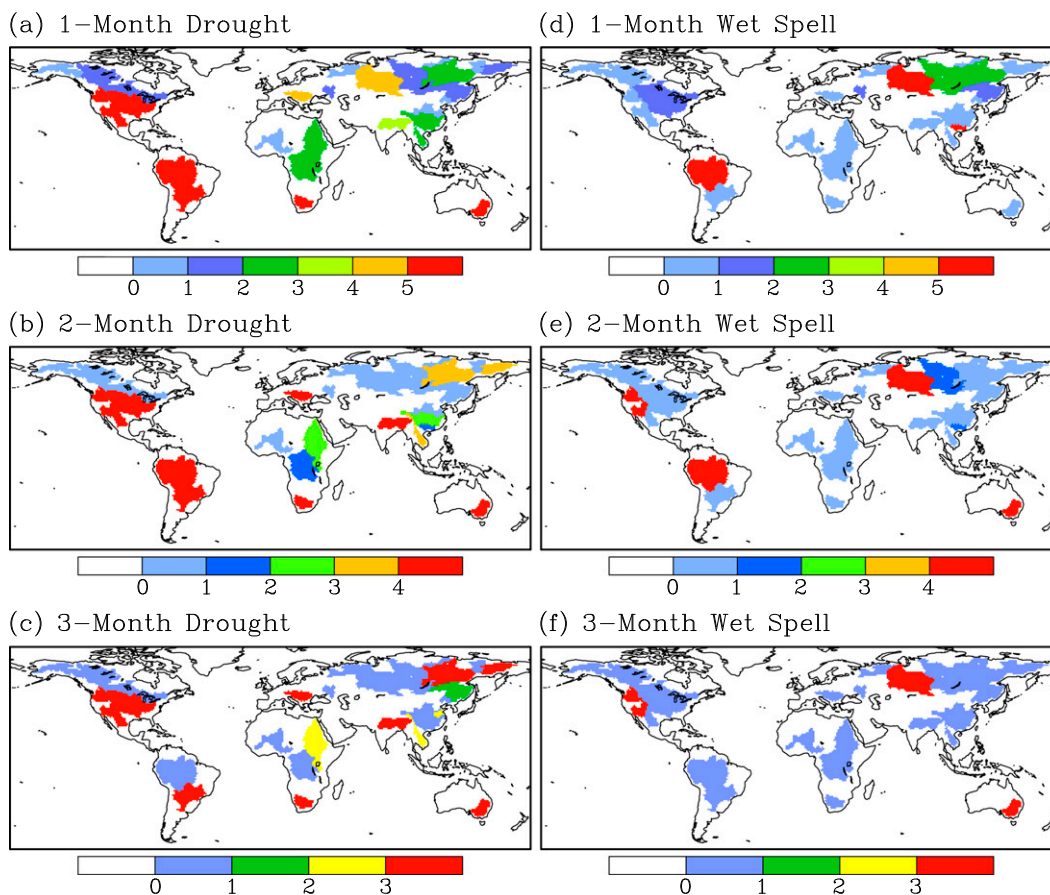 (a) 1-Month Drought
(d) 1-Month Wet Spell
0 1 2 3 4 5
0 1 2 3 4 5
(b) 2-Month Drought
(e) 2-Month Wet Spell
0 1 2 3 4
0 1 2 3 4
(c) 3-Month Drought
(f) 3-Month Wet Spell
0 1 2 3
0 1 2 3